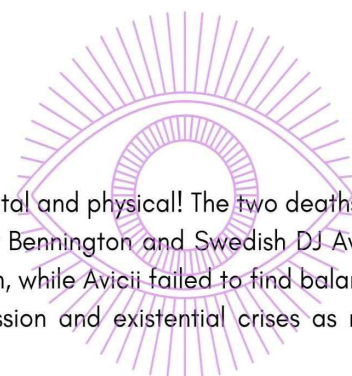 tal and physical! The two deaths
Bennington and Swedish DJ Av
, while Avicii failed to find balan
ssion and existential crises as